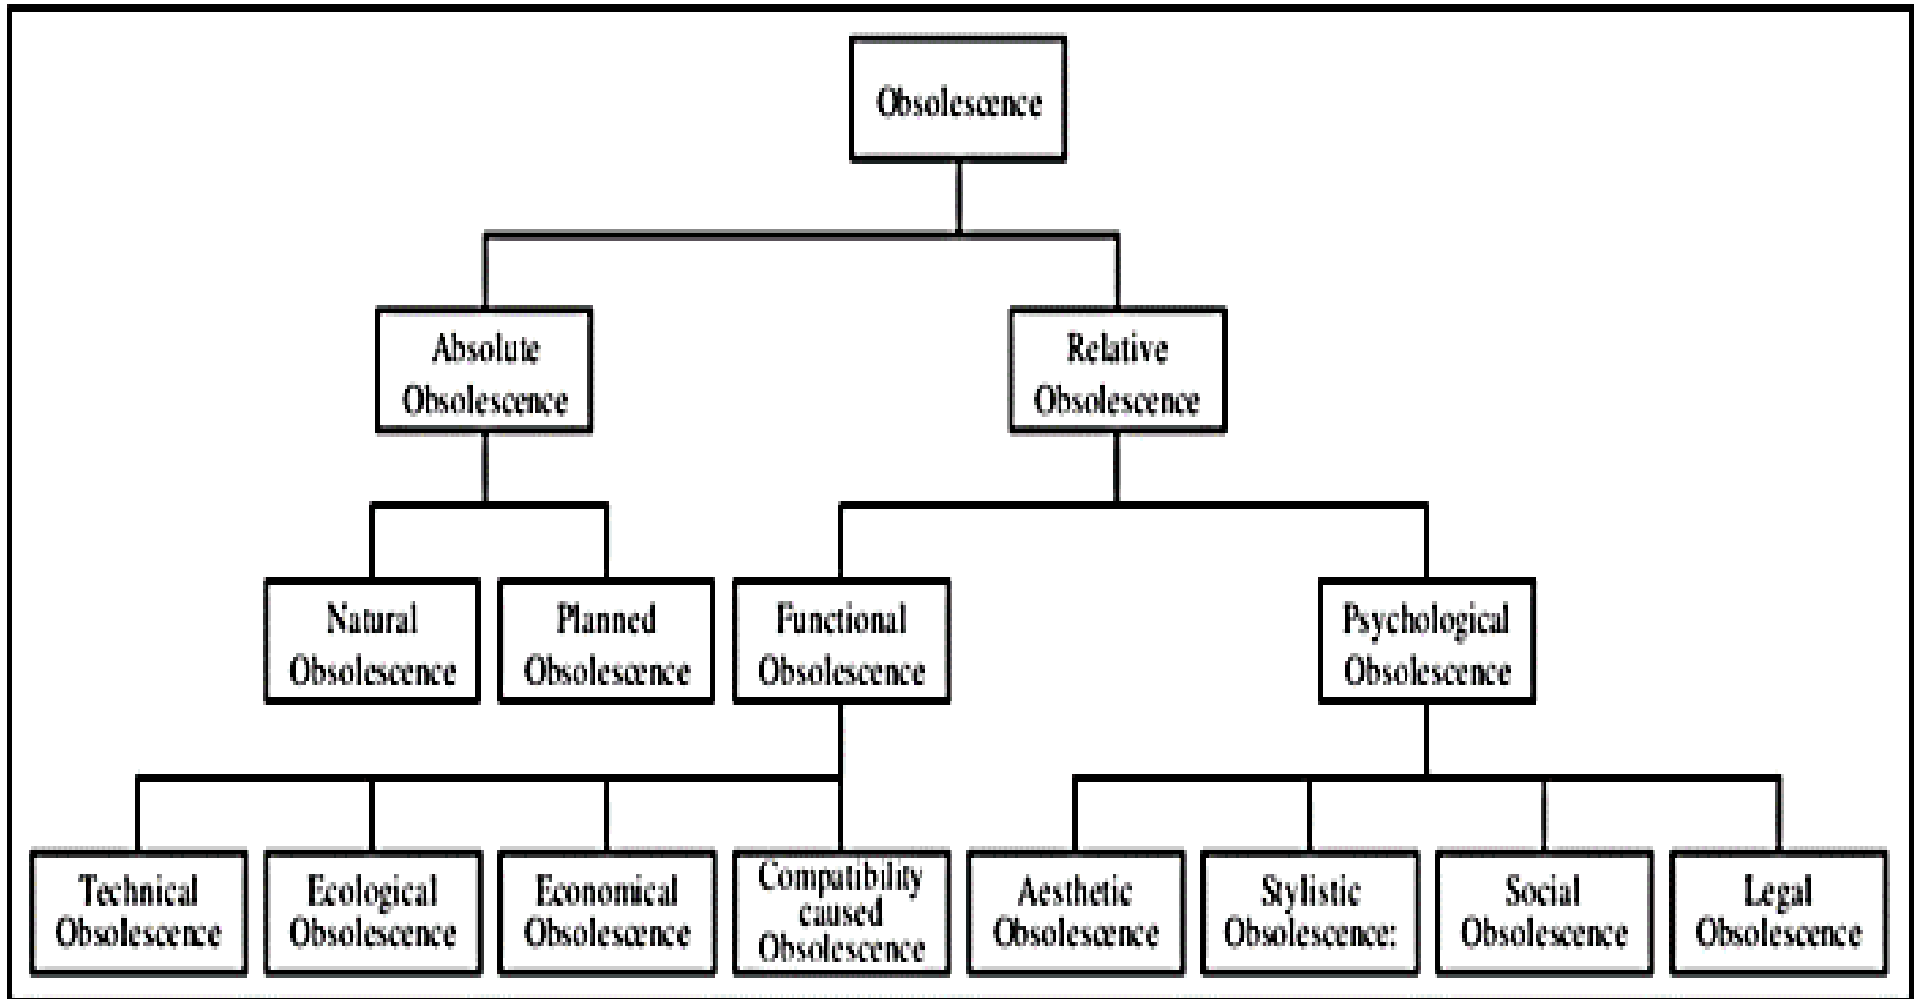 Obsolescence
Absolute
Obsolescence
Relative
Obsolescence
Natural
Obsolescence
Planned
Obsolescence
Functional
Obsolescence
Psychological
Obsolescence
Technical
Obsolescence
Ecological
Obsolescence
Economical
Obsolescence
Compatibility
caused
Obsolescence
Aesthetic
Obsolescence
Stylistic
Obsolescence:
Social
Obsolescence
Legal
Obsolescence